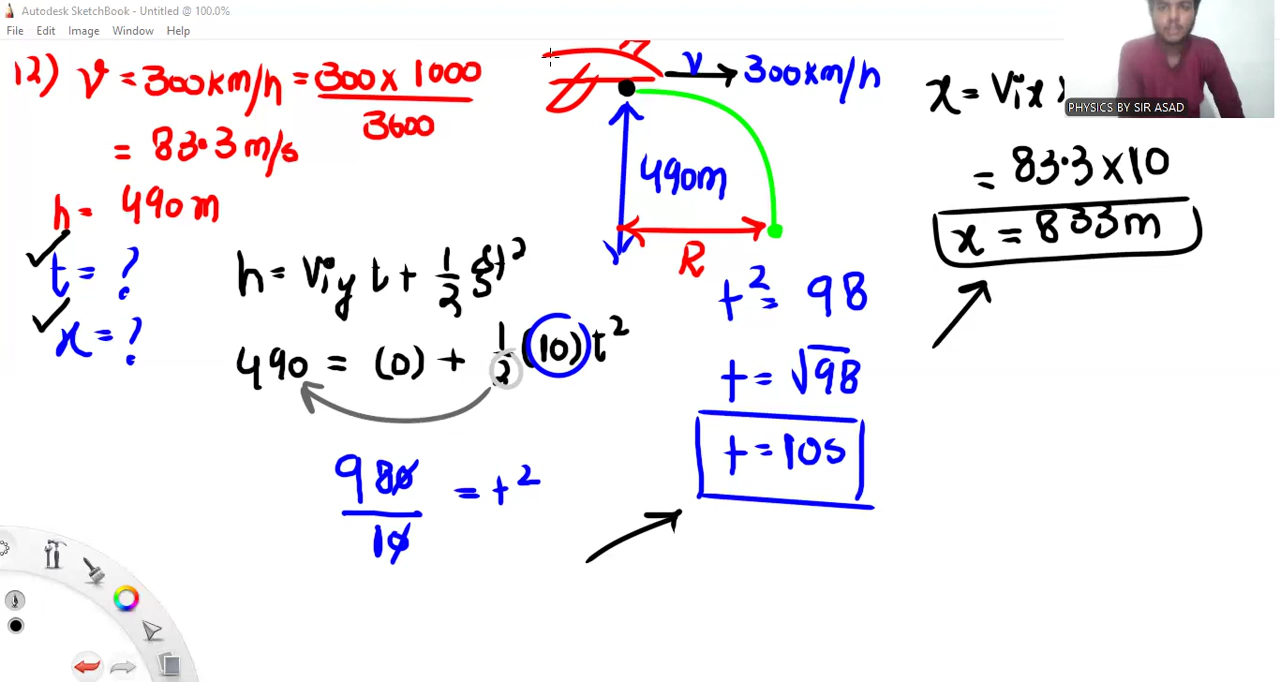 Autodesk SketchBook - Untitled @ 100.0%
File Edit Image Window Help
12) v = 300km/h = 300 x 1000 / 3600
= 83.3 m/s
h = 490 m
t = ?
x = ?
h = Viy t + 1/2 gt²
490 = (0) + 1/2 (10) t²
980 / 10 = t²
v 300km/h
490m
R
t² = 98
t = √98
t = 10s
x = Vix x
= 83.3 x 10
x = 833m
PHYSICS BY SIR ASAD